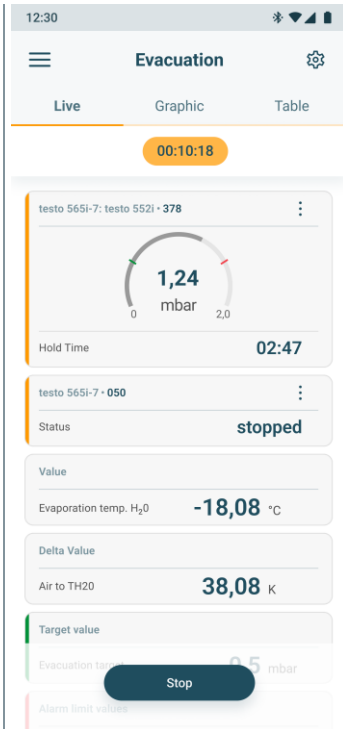 12:30
Evacuation
Live Graphic Table
00:10:18
testo 565i-7: testo 552i • 378
1,24
mbar
0 2,0
Hold Time 02:47
testo 565i-7 • 050
Status stopped
Value
Evaporation temp. H₂0 -18,08 °C
Delta Value
Air to TH20 38,08 K
Target value
Evacuation target 0,5 mbar
Stop
Alarm limit values